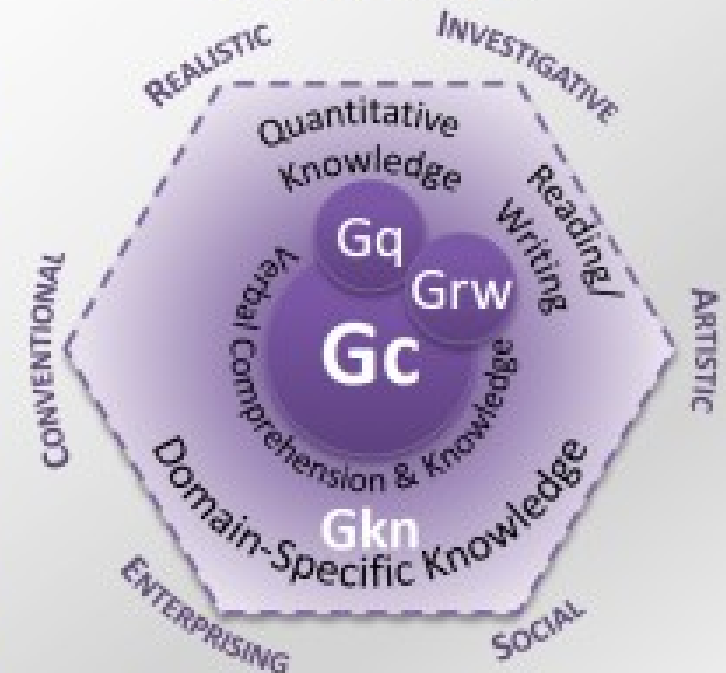 REALISTIC
INVESTIGATIVE
Quantitative
Knowledge
Reading/
Writing
Gq
Grw
Gc
Verbal Comprehension & Knowledge
CONVENTIONAL
ARTISTIC
Gkn
Domain-Specific Knowledge
ENTERPRISING
SOCIAL